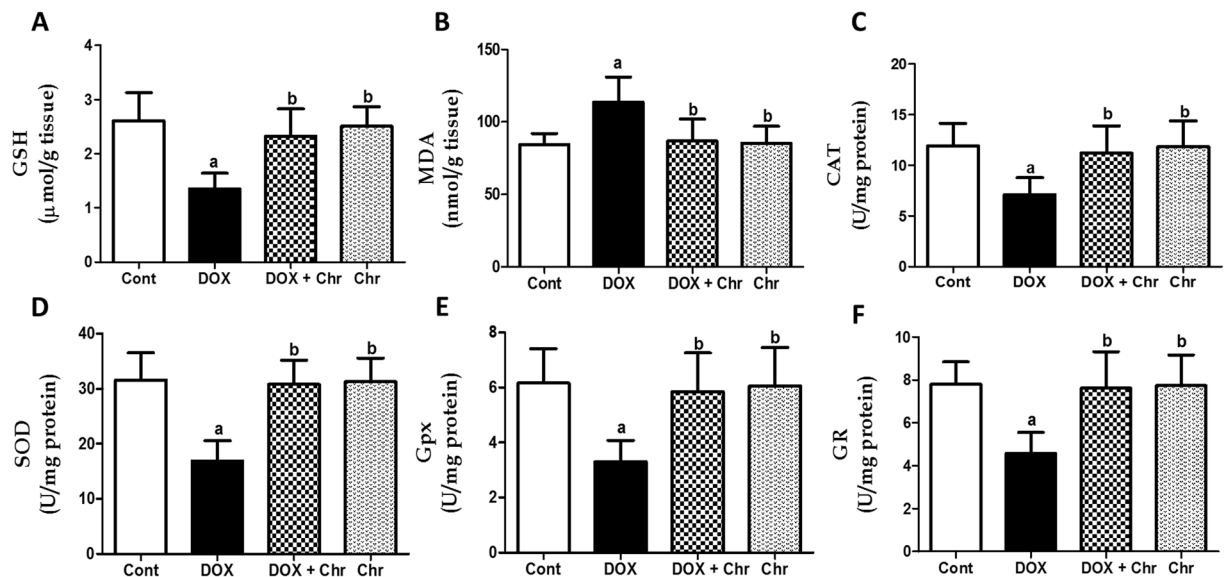 A
GSH
(μmol/g tissue)
4
3
2
1
0
a
b
b
Cont DOX DOX + Chr Chr
B
MDA
(nmol/g tissue)
150
100
50
0
a
b
b
Cont DOX DOX + Chr Chr
C
CAT
(U/mg protein)
20
15
10
5
0
a
b
b
Cont DOX DOX + Chr Chr
D
SOD
(U/mg protein)
40
30
20
10
0
a
b
b
Cont DOX DOX + Chr Chr
E
Gpx
(U/mg protein)
8
6
4
2
0
a
b
b
Cont DOX DOX + Chr Chr
F
GR
(U/mg protein)
10
8
6
4
2
0
a
b
b
Cont DOX DOX + Chr Chr